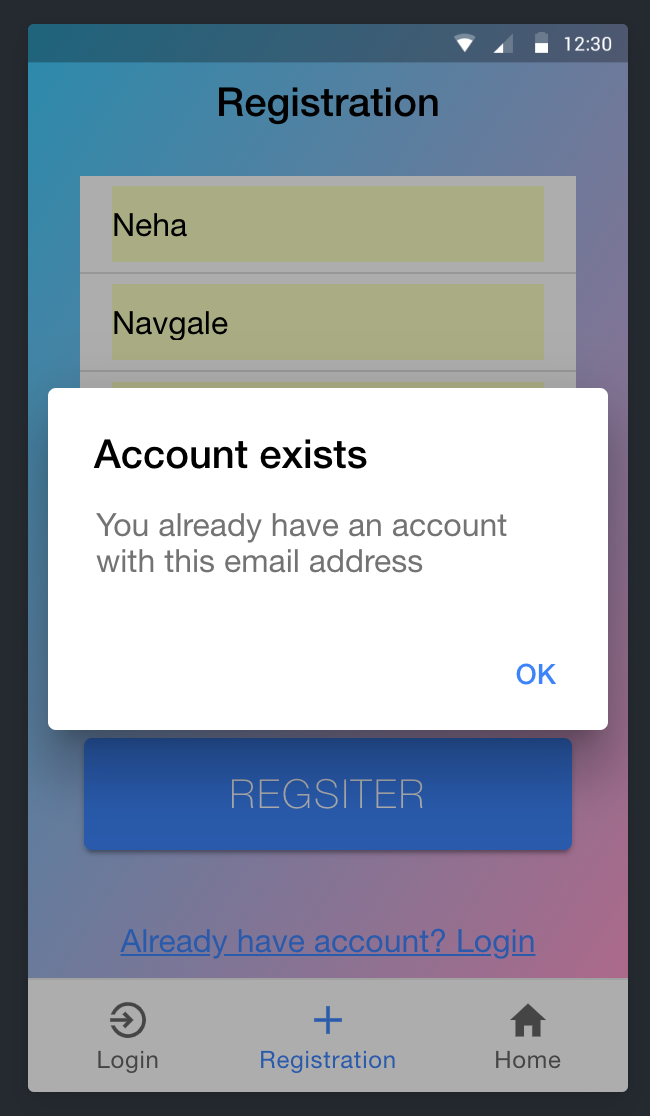 12:30
Registration
Neha
Navgale
Account exists
You already have an account
with this email address
OK
REGSITER
Already have account? Login
Login
Registration
Home